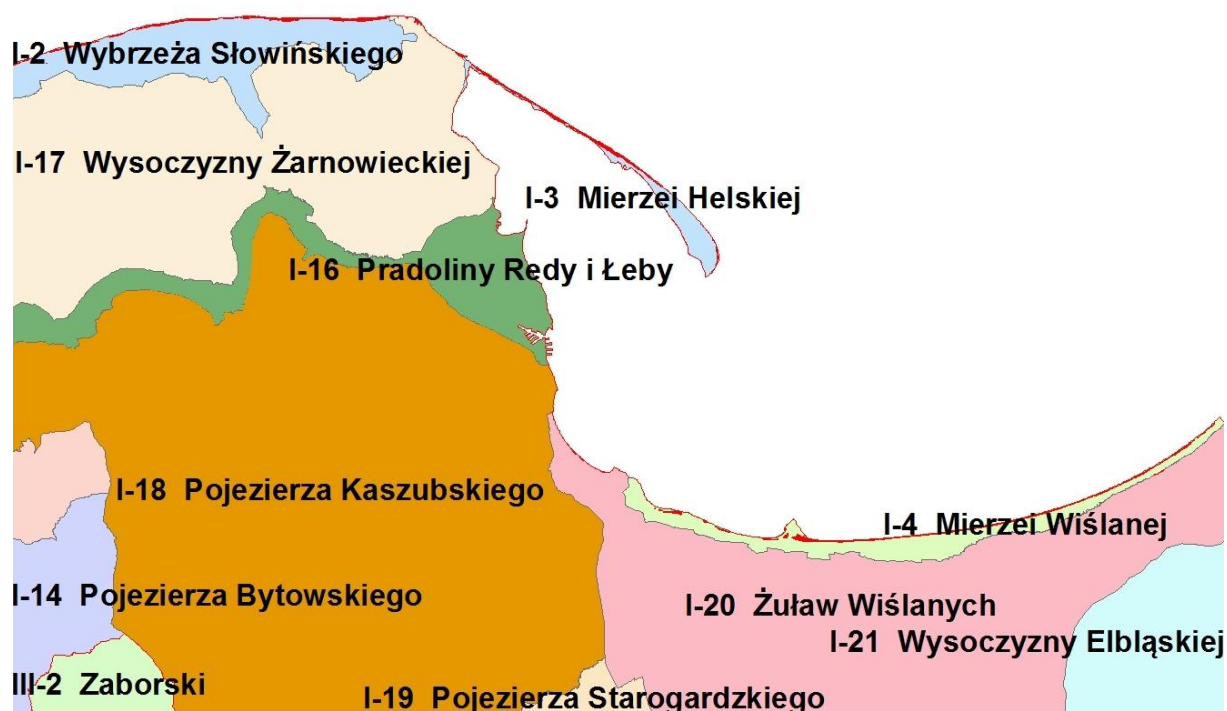 I-2 Wybrzeża Słowińskiego
I-17 Wysoczyzny Żarnowieckiej
I-3 Mierzei Helskiej
I-16 Pradoliny Redy i Łeby
I-18 Pojezierza Kaszubskiego
I-4 Mierzei Wiślanej
I-14 Pojezierza Bytowskiego
I-20 Żuław Wiślanych
I-21 Wysoczyzny Elbląskiej
III-2 Zaborski
I-19 Pojezierza Starogardzkiego